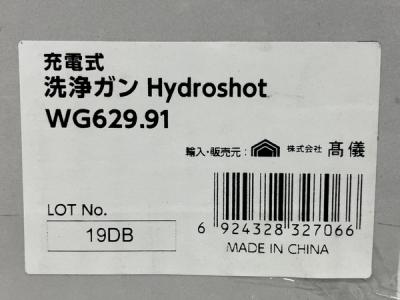 充電式
洗浄ガン Hydroshot
WG629.91
輸入・販売元: 株式会社 髙儀
LOT No.
19DB
6 924328 327066
MADE IN CHINA